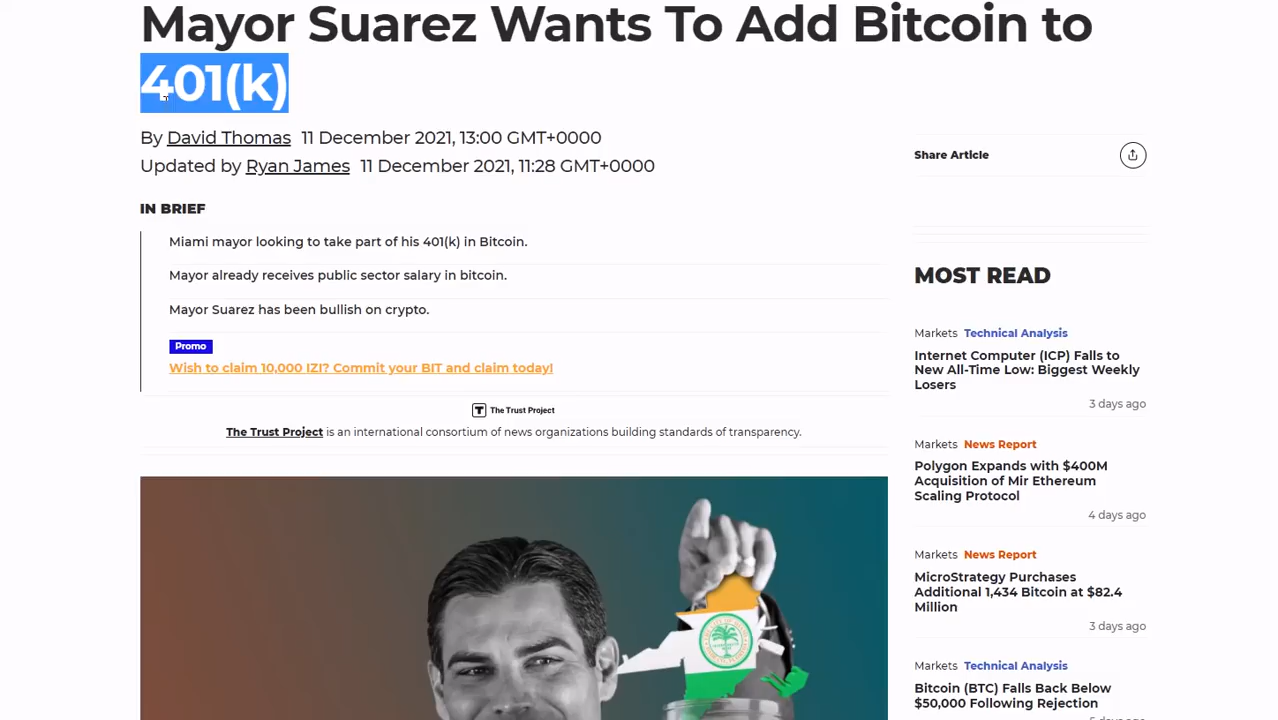 Mayor Suarez Wants To Add Bitcoin to
401(k)
By David Thomas 11 December 2021, 13:00 GMT+0000
Updated by Ryan James 11 December 2021, 11:28 GMT+0000
IN BRIEF
Miami mayor looking to take part of his 401(k) in Bitcoin.
Mayor already receives public sector salary in bitcoin.
Mayor Suarez has been bullish on crypto.
Promo
Wish to claim 10,000 IZI? Commit your BIT and claim today!
The Trust Project
The Trust Project is an international consortium of news organizations building standards of transparency.
Share Article
MOST READ
Markets Technical Analysis
Internet Computer (ICP) Falls to
New All-Time Low: Biggest Weekly
Losers
3 days ago
Markets News Report
Polygon Expands with $400M
Acquisition of Mir Ethereum
Scaling Protocol
4 days ago
Markets News Report
MicroStrategy Purchases
Additional 1,434 Bitcoin at $82.4
Million
3 days ago
Markets Technical Analysis
Bitcoin (BTC) Falls Back Below
$50,000 Following Rejection